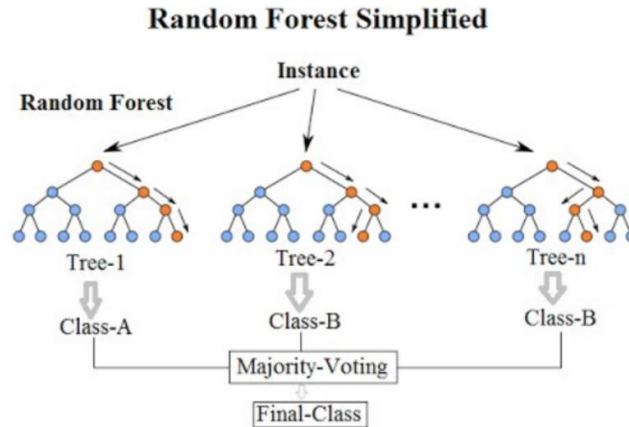 Random Forest Simplified
Instance
Random Forest
...
Tree-1
Tree-2
Tree-n
Class-A
Class-B
Class-B
Majority-Voting
Final-Class